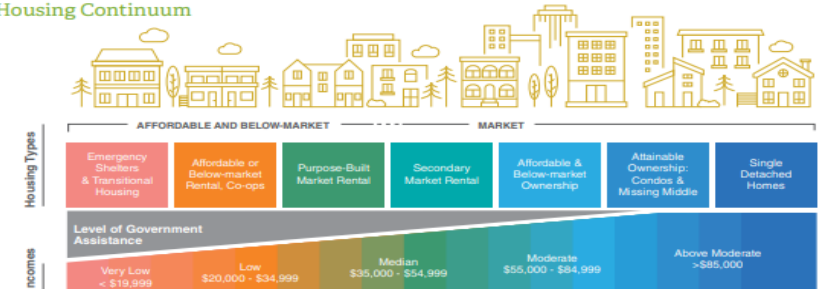 Housing Continuum
AFFORDABLE AND BELOW-MARKET
MARKET
Housing Types
Emergency
Shelters
& Transitional
Housing
Affordable or
Below-market
Rental, Co-ops
Purpose-Built
Market Rental
Secondary
Market Rental
Affordable &
Below-market
Ownership
Attainable
Ownership:
Condos &
Missing Middle
Single
Detached
Homes
Level of Government
Assistance
ncomes
Very Low
< $19,999
Low
$20,000 - $34,999
Median
$35,000 - $54,999
Moderate
$55,000 - $84,999
Above Moderate
>$85,000